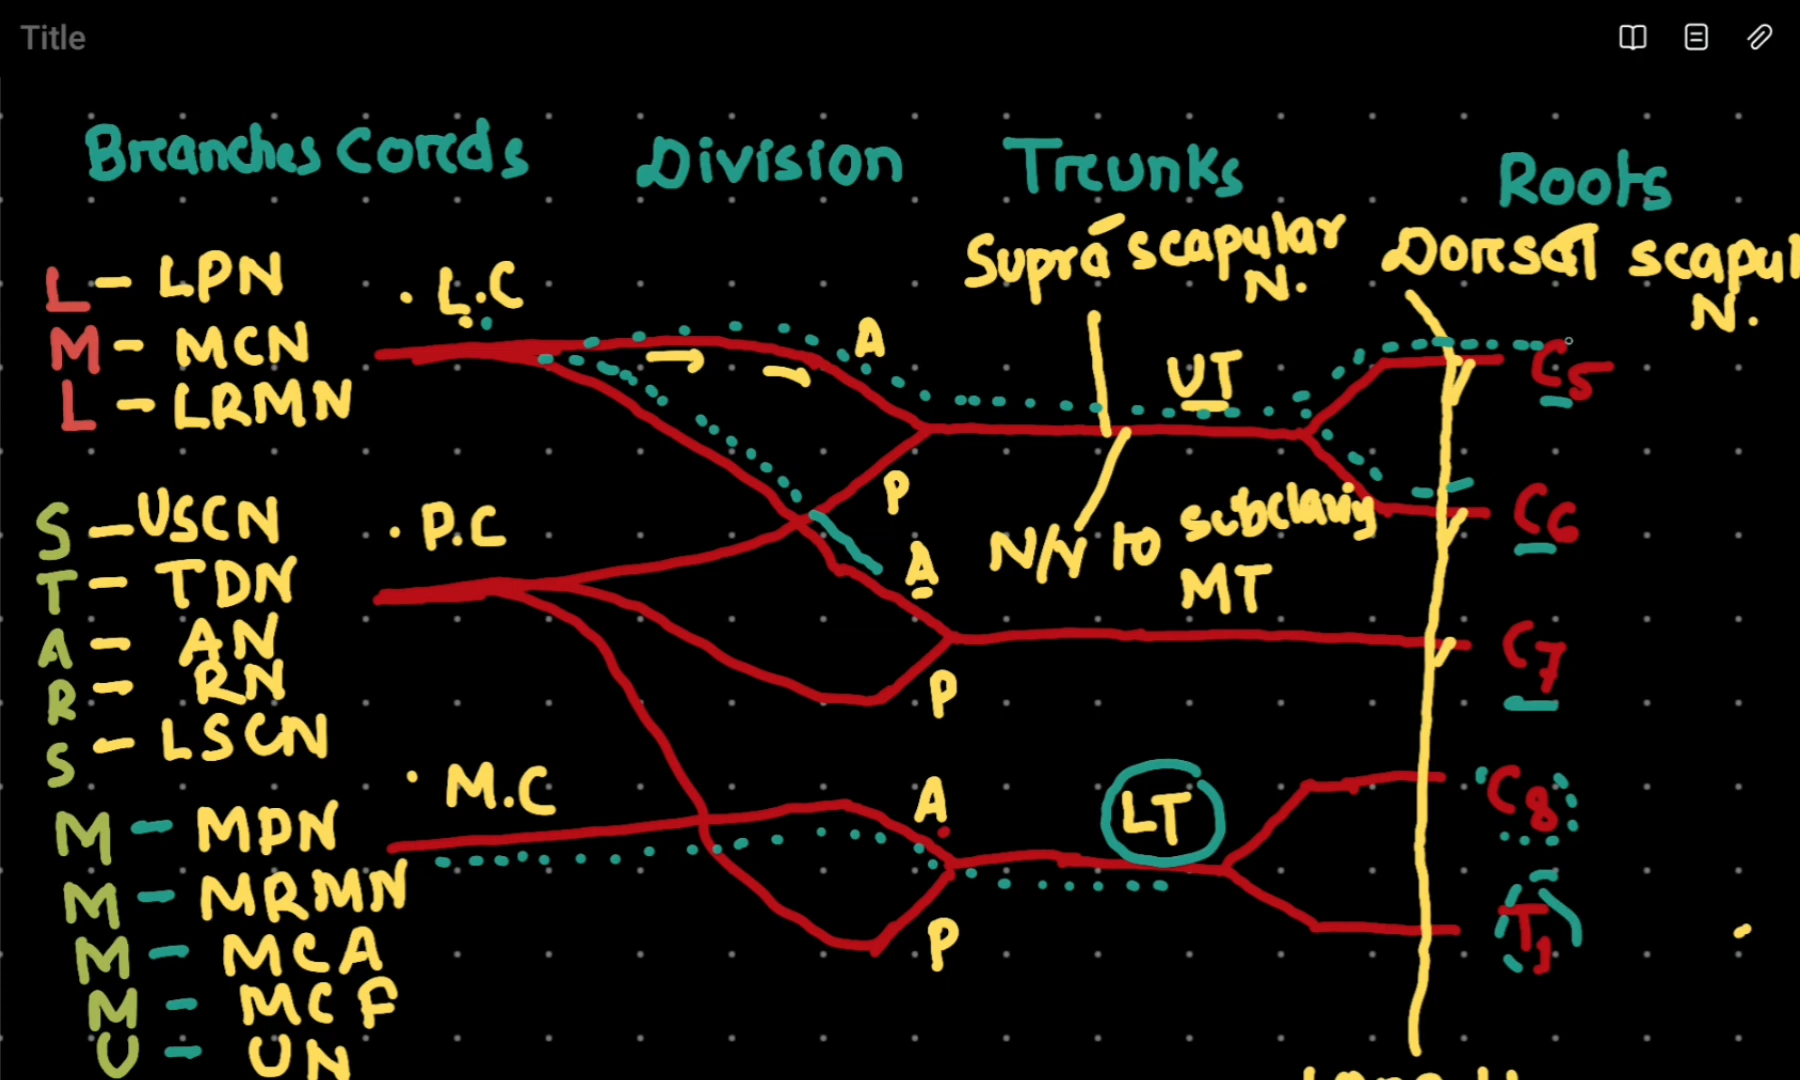 Title
Branches Cords Division Trunks Roots
Supra scapular N.
Dorsal scapul N.
L - LPN
M - MCN
L - LRMN
. L.C
A
UT
C5
P
C6
S - USCN
T - TDN
A - AN
R - RN
S - LSCN
. P.C
A
N/N to subclaviy
MT
C7
P
. M.C
A
LT
C8
P
T1
M - MPN
M - MRMN
M - MCA
M - MCF
U - UN